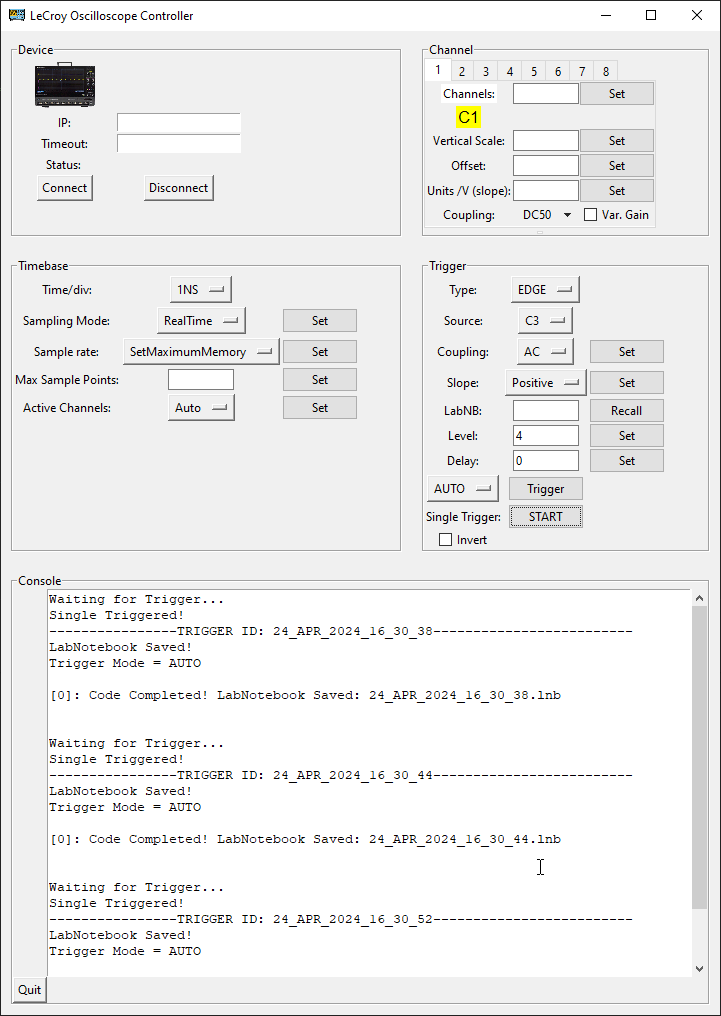 LeCroy Oscilloscope Controller
Device
IP:
Timeout:
Status:
Connect Disconnect
Channel
1 2 3 4 5 6 7 8
Channels: Set
C1
Vertical Scale: Set
Offset: Set
Units /V (slope): Set
Coupling: DC50 Var. Gain
Timebase
Time/div: 1NS
Sampling Mode: RealTime Set
Sample rate: SetMaximumMemory Set
Max Sample Points: Set
Active Channels: Auto Set
Trigger
Type: EDGE
Source: C3
Coupling: AC Set
Slope: Positive Set
LabNB: Recall
Level: 4 Set
Delay: 0 Set
AUTO Trigger
Single Trigger: START
Invert
Console
Waiting for Trigger...
Single Triggered!
----------------TRIGGER ID: 24_APR_2024_16_30_38-------------------------
LabNotebook Saved!
Trigger Mode = AUTO
[0]: Code Completed! LabNotebook Saved: 24_APR_2024_16_30_38.lnb
Waiting for Trigger...
Single Triggered!
----------------TRIGGER ID: 24_APR_2024_16_30_44-------------------------
LabNotebook Saved!
Trigger Mode = AUTO
[0]: Code Completed! LabNotebook Saved: 24_APR_2024_16_30_44.lnb
Waiting for Trigger...
Single Triggered!
----------------TRIGGER ID: 24_APR_2024_16_30_52-------------------------
LabNotebook Saved!
Trigger Mode = AUTO
Quit